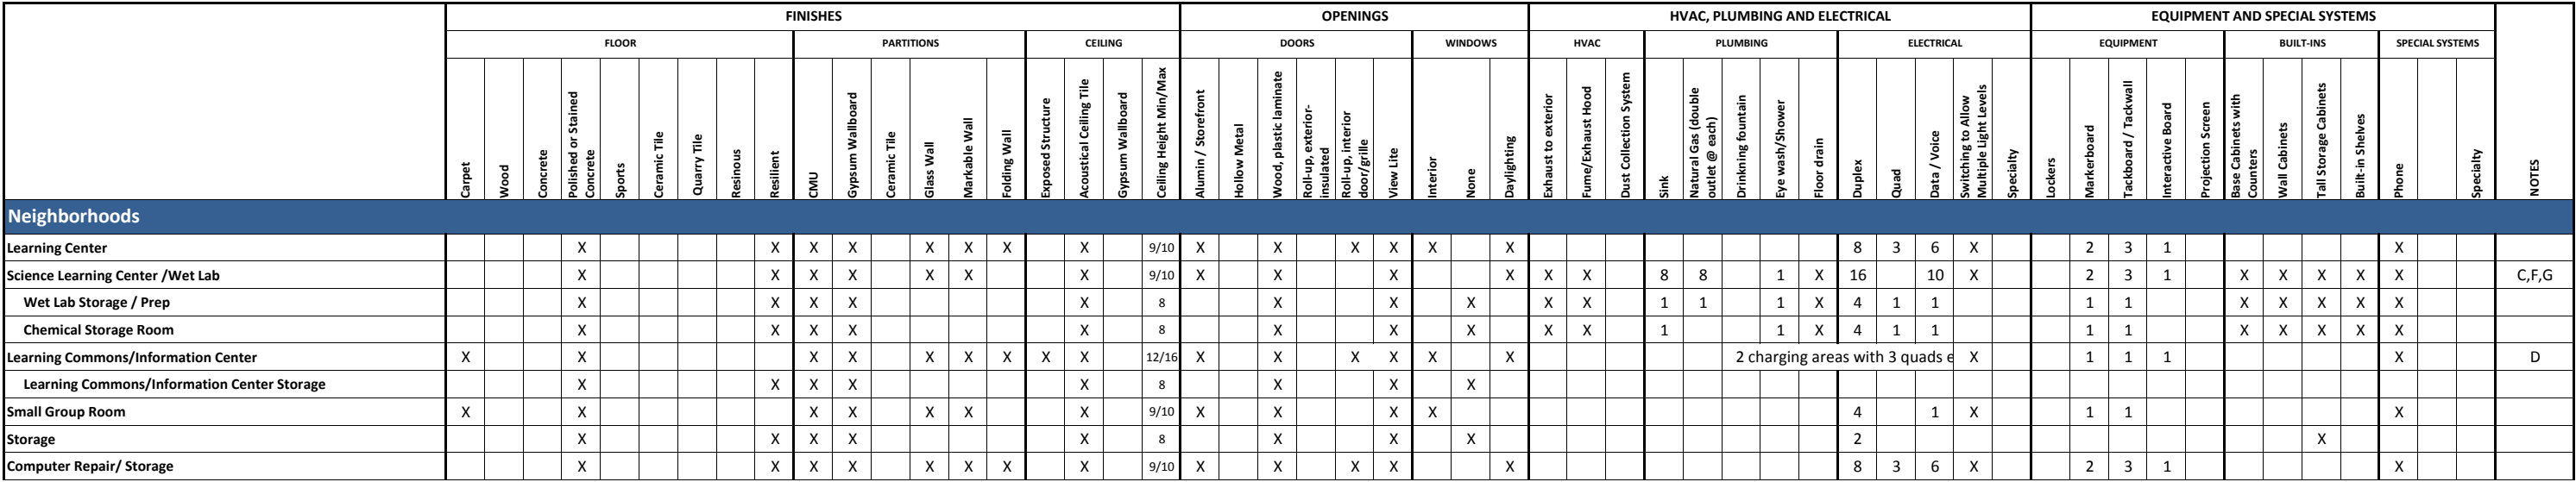 FINISHES OPENINGS HVAC, PLUMBING AND ELECTRICAL EQUIPMENT AND SPECIAL SYSTEMS
FLOOR PARTITIONS CEILING DOORS WINDOWS HVAC PLUMBING ELECTRICAL EQUIPMENT BUILT-INS SPECIAL SYSTEMS
Carpet
Wood
Concrete
Polished or Stained
Concrete
Sports
Ceramic Tile
Quarry Tile
Resinous
Resilient
CMU
Gypsum Wallboard
Ceramic Tile
Glass Wall
Markable Wall
Folding Wall
Exposed Structure
Acoustical Ceiling Tile
Gypsum Wallboard
Ceiling Height Min/Max
Alumin / Storefront
Hollow Metal
Wood, plastic laminate
Roll-up, exterior-
insulated
Roll-up, interior
door/grille
View Lite
Interior
None
Daylighting
Exhaust to exterior
Fume/Exhaust Hood
Dust Collection System
Sink
Natural Gas (double
outlet @ each)
Drinking fountain
Eye wash/Shower
Floor drain
Duplex
Quad
Data / Voice
Switching to Allow
Multiple Light Levels
Specialty
Lockers
Markerboard
Tackboard / Tackwall
Interactive Board
Projection Screen
Base Cabinets with
Counters
Wall Cabinets
Tall Storage Cabinets
Built-in Shelves
Phone
Specialty
NOTES
Neighborhoods
Learning Center X X X X X X X X 9/10 X X X X X X 8 3 6 X 2 3 1 X
Science Learning Center /Wet Lab X X X X X X X 9/10 X X X X X X 8 8 1 X 16 10 X 2 3 1 X X X X X C,F,G
Wet Lab Storage / Prep X X X X X 8 X X X X X 1 1 1 X 4 1 1 1 1 X X X X X
Chemical Storage Room X X X X X 8 X X X X X 1 1 X 4 1 1 1 1 X X X X X
Learning Commons/Information Center X X X X X X X X X 12/16 X X X X X X 2 charging areas with 3 quads e X 1 1 1 X D
Learning Commons/Information Center Storage X X X X X 8 X X X
Small Group Room X X X X X X X 9/10 X X X X 4 1 X 1 1 X
Storage X X X X X 8 X X X 2 X
Computer Repair/ Storage X X X X X X X X 9/10 X X X X X 8 3 6 X 2 3 1 X